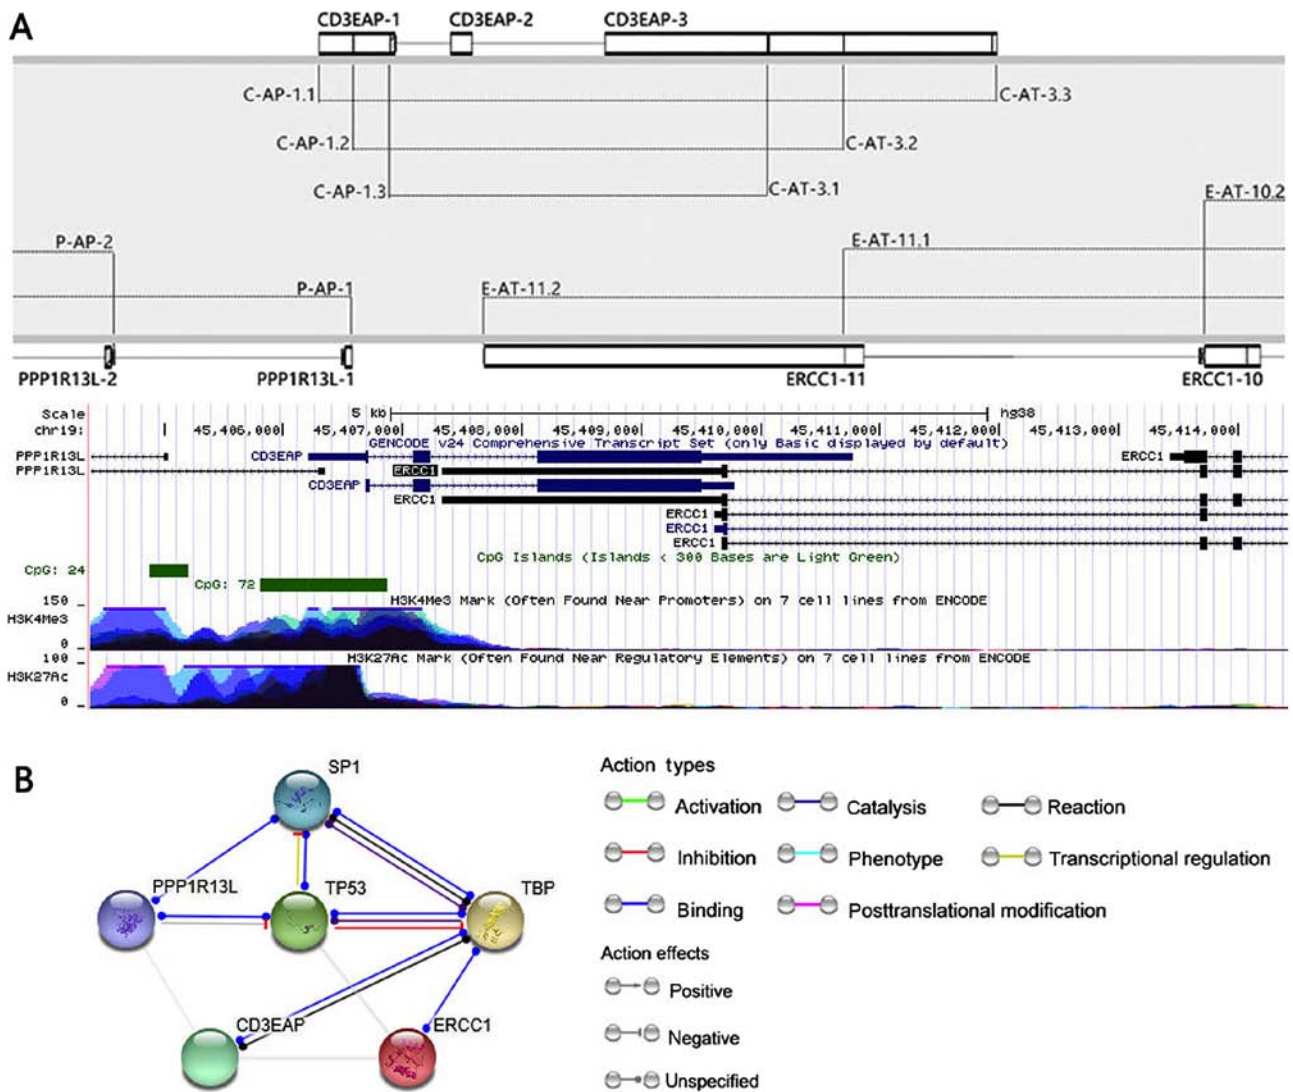 A
CD3EAP-1 CD3EAP-2 CD3EAP-3
C-AP-1.1 C-AT-3.3
C-AP-1.2 C-AT-3.2
C-AP-1.3 C-AT-3.1
E-AT-10.2
P-AP-2 E-AT-11.1
P-AP-1 E-AT-11.2
PPP1R13L-2 PPP1R13L-1 ERCC1-11 ERCC1-10
Scale 5 kb hg38
chr19: 45,406,000 45,407,000 45,408,000 45,409,000 45,410,000 45,411,000 45,412,000 45,413,000 45,414,000
GENCODE v24 Comprehensive Transcript Set (only Basic displayed by default)
PPP1R13L CD3EAP ERCC1
PPP1R13L ERCC1
CD3EAP
ERCC1
ERCC1
ERCC1
ERCC1
CpG Islands (Islands < 300 Bases are Light Green)
CpG: 24
CpG: 72
150 H3K4Me3 Mark (Often Found Near Promoters) on 7 cell lines from ENCODE
H3K4Me3
0
100 H3K27Ac Mark (Often Found Near Regulatory Elements) on 7 cell lines from ENCODE
H3K27Ac
0
B
SP1
PPP1R13L TP53 TBP
CD3EAP ERCC1
Action types
Activation Catalysis Reaction
Inhibition Phenotype Transcriptional regulation
Binding Posttranslational modification
Action effects
Positive
Negative
Unspecified